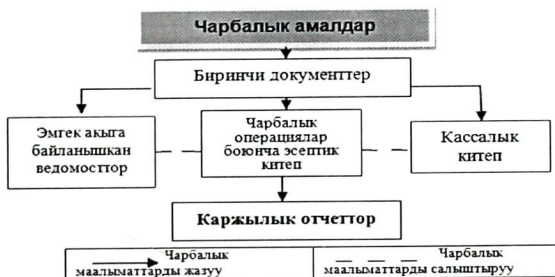 Чарбалык амалдар
Биринчи документтер
Эмгек акыга
байланышкан
ведомосттор
Чарбалык
операциялар
боюнча эсептик
китеп
Кассалык
китеп
Каржылык отчеттор
Чарбалык
маалыматтарды жазуу
Чарбалык
маалыматтарды салыштыруу